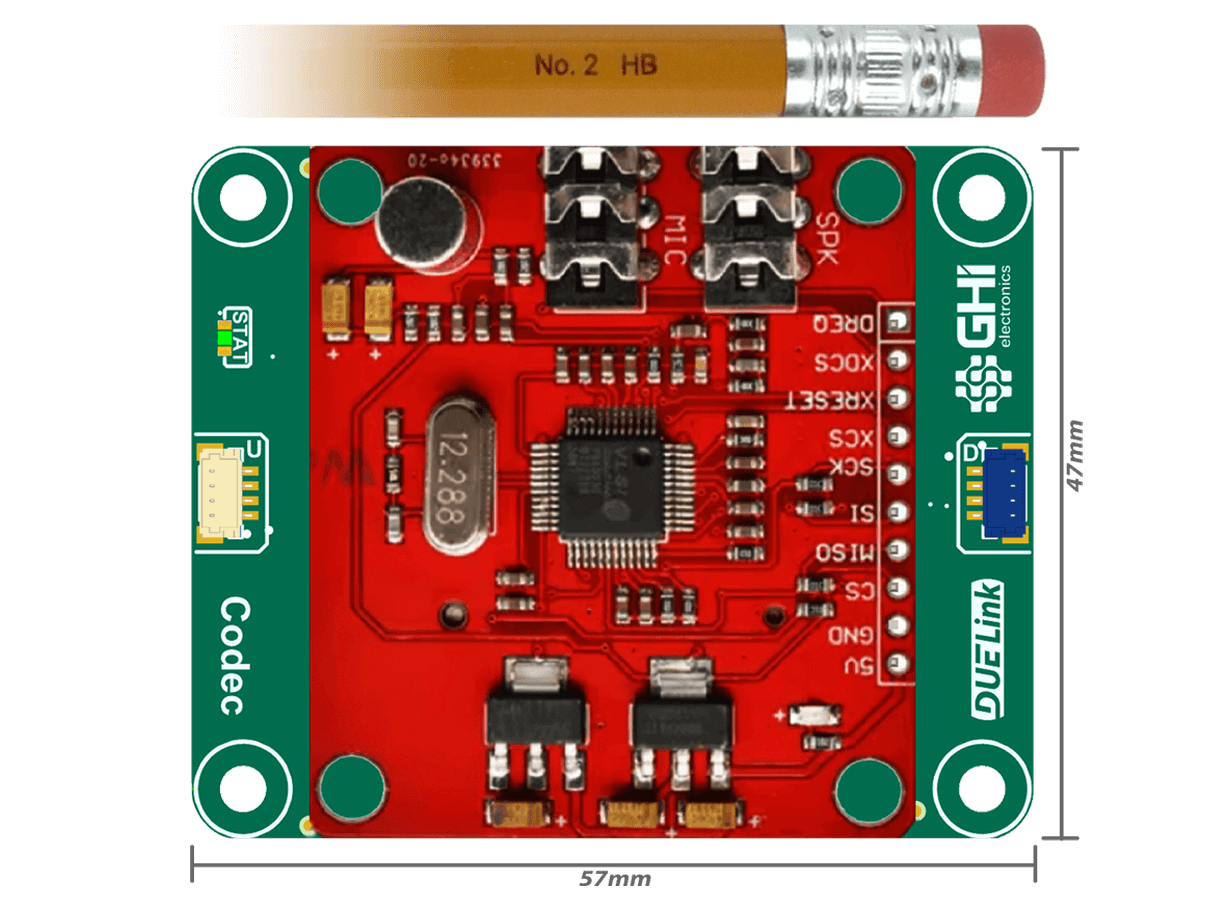 No. 2 HB
339340-20
MIC
SPK
STAT
GHI
electronics
DREQ
XDCS
XRESET
XCS
SCK
SI
MISO
CS
GND
5V
12.288
U
D
Codec
DUELink
47mm
57mm
+
+
+
+
+
+